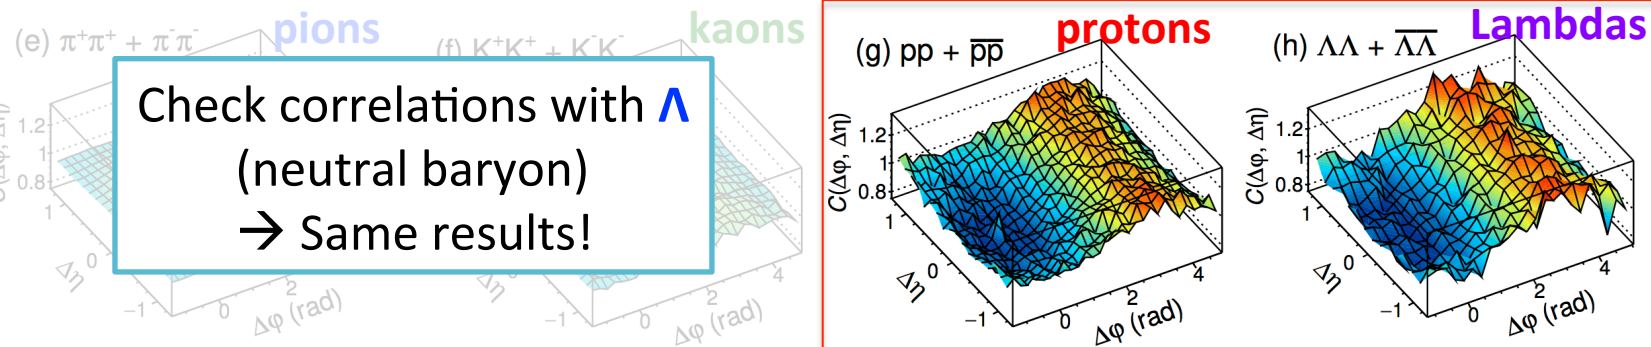 pions
kaons
protons
Lambdas
(e) π⁺π⁺ + π⁻π⁻
(f) K⁺K⁺ + K⁻K⁻
(g) pp + p̅p̅
(h) ΛΛ + Λ̅Λ̅
Check correlations with Λ
(neutral baryon)
→ Same results!
1.2
1
0.8
1
0
−1
Δη
0
2
Δφ (rad)
−1
0
2
4
Δφ (rad)
C(Δφ, Δη)
1.2
1
0.8
1
0
−1
Δη
0
2
4
Δφ (rad)
C(Δφ, Δη)
1.2
1
0.8
1
0
−1
Δη
0
2
4
Δφ (rad)